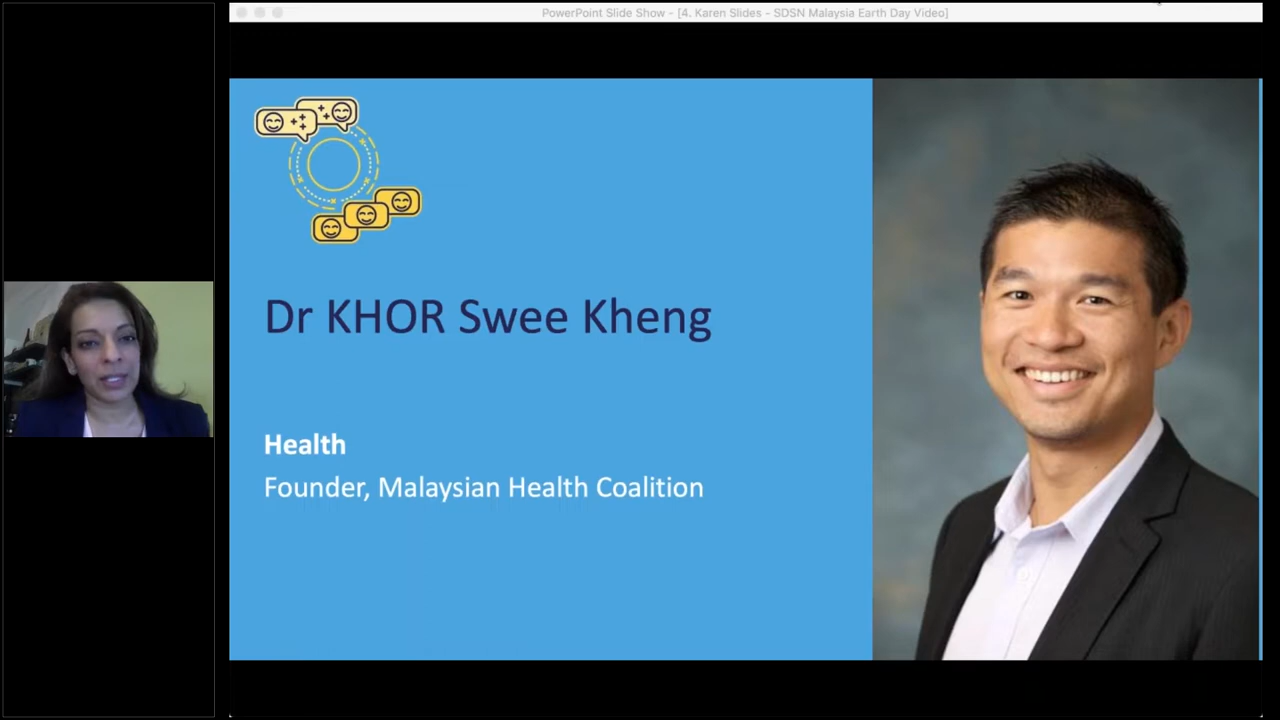 PowerPoint Slide Show - [4. Karen Slides - SDSN Malaysia Earth Day Video]
Dr KHOR Swee Kheng
Health
Founder, Malaysian Health Coalition